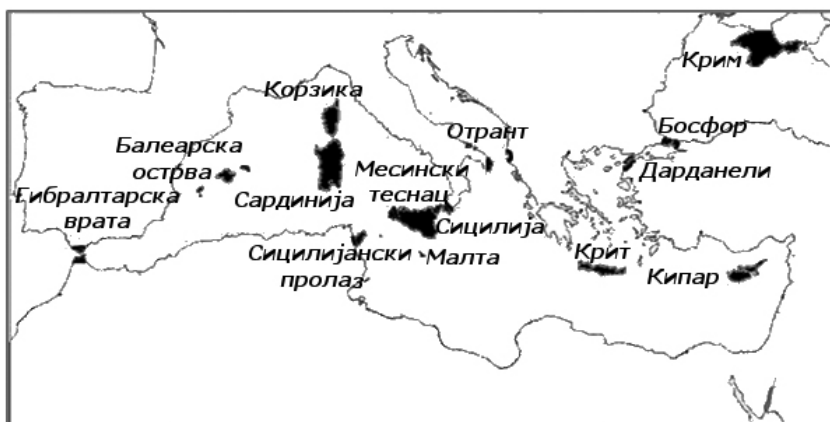 Крим
Корзика
Босфор
Отрант
Балеарска
острва
Месински
теснац
Дарданели
Гибралтарска
врата
Сардинија
Сицилија
Сицилијански
пролаз
Малта
Крит
Кипар